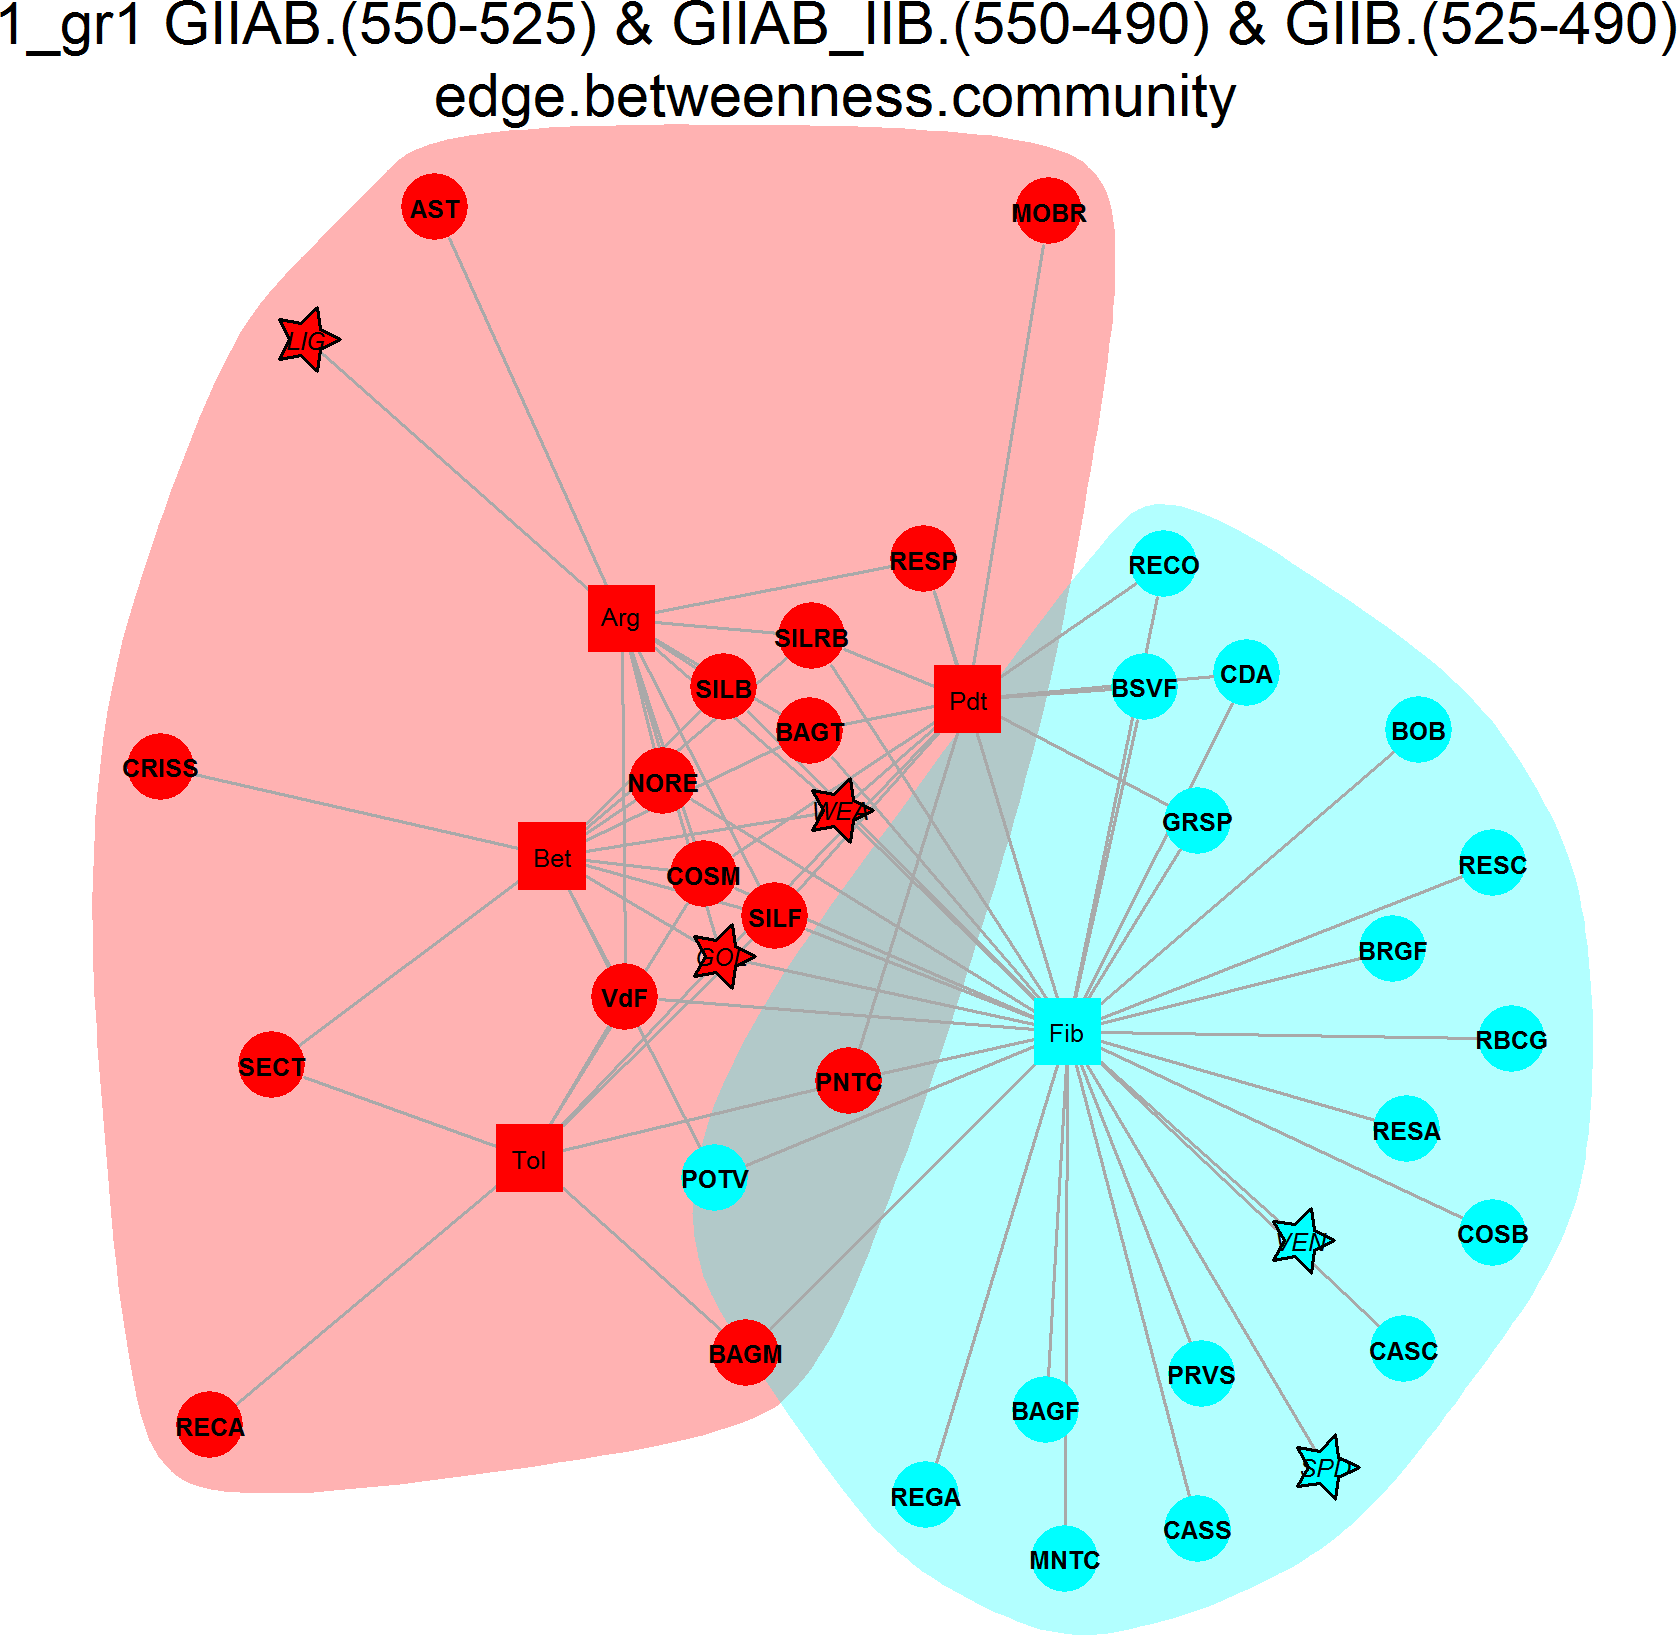 1_gr1 GIIAB.(550-525) & GIIAB_IIB.(550-490) & GIIB.(525-490)
edge.betweenness.community
AST
MOBR
LIG
RESP
RECO
Arg
SILRB
SILB
Pdt
BSVF
CDA
BAGT
BOB
CRISS
NORE
WEA
GRSP
Bet
COSM
RESC
SILF
GOL
BRGF
VdF
Fib
RBCG
SECT
PNTC
RESA
Tol
POTV
COSB
VEN
BAGM
CASC
PRVS
BAGF
RECA
SPD
REGA
CASS
MNTC